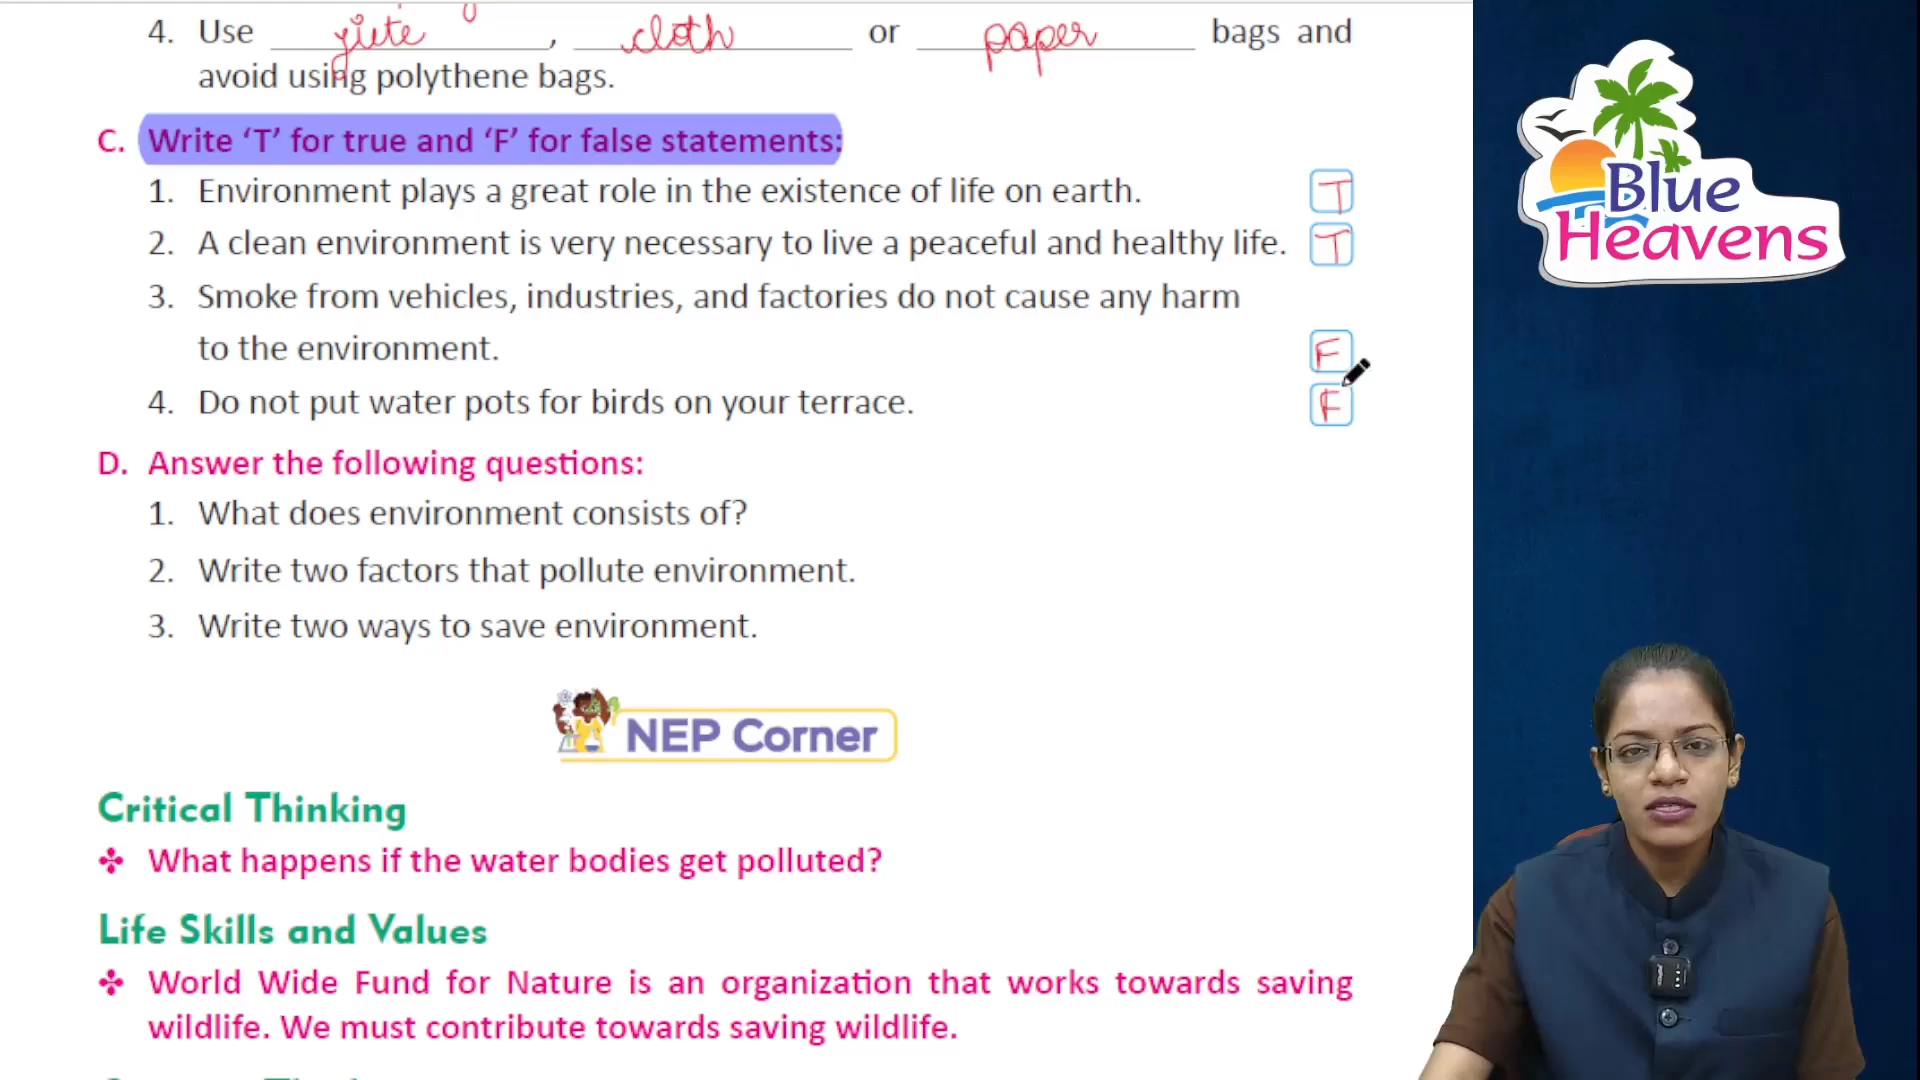 4. Use jute, cloth or paper bags and
avoid using polythene bags.
C. Write ‘T’ for true and ‘F’ for false statements:
1. Environment plays a great role in the existence of life on earth. T
2. A clean environment is very necessary to live a peaceful and healthy life. T
3. Smoke from vehicles, industries, and factories do not cause any harm
to the environment. F
4. Do not put water pots for birds on your terrace. F
D. Answer the following questions:
1. What does environment consists of?
2. Write two factors that pollute environment.
3. Write two ways to save environment.
NEP Corner
Critical Thinking
What happens if the water bodies get polluted?
Life Skills and Values
World Wide Fund for Nature is an organization that works towards saving
wildlife. We must contribute towards saving wildlife.
Blue
Heavens